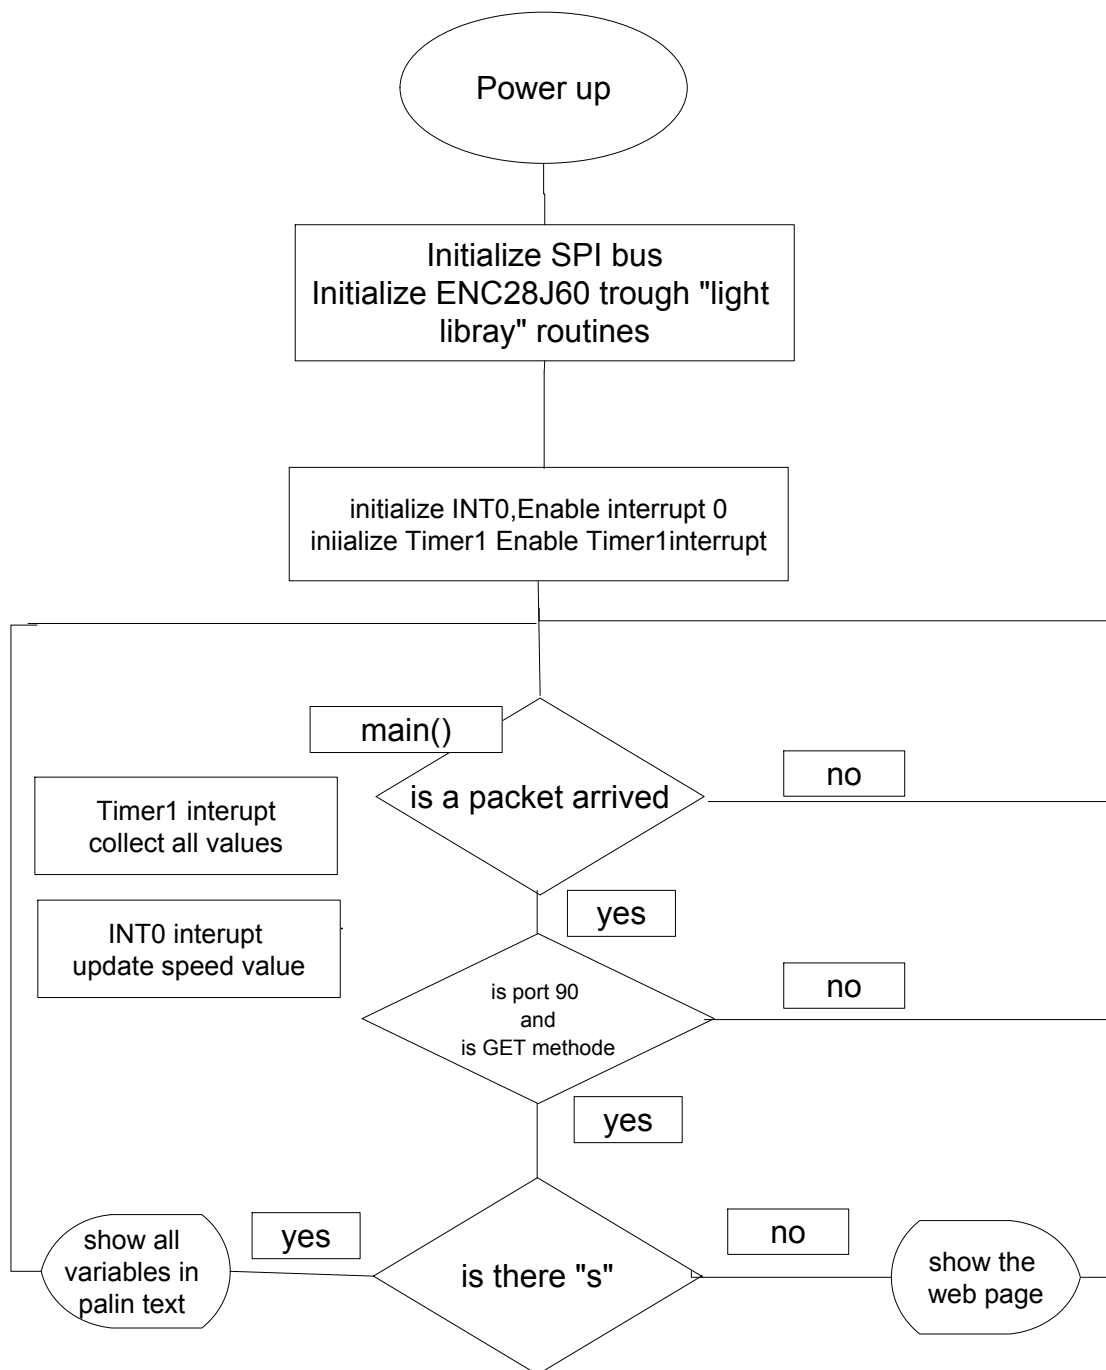 Power up
Initialize SPI bus
Initialize ENC28J60 trough "light
libray" routines
initialize INT0,Enable interrupt 0
iniialize Timer1 Enable Timer1interrupt
main()
is a packet arrived
no
Timer1 interupt
collect all values
yes
INT0 interupt
update speed value
is port 90
and
is GET methode
no
yes
show all
variables in
palin text
yes
is there "s"
no
show the
web page